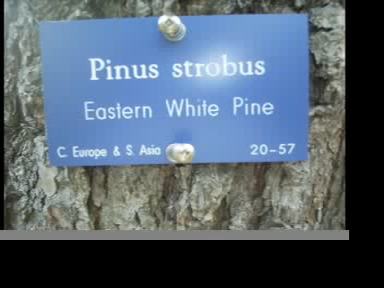 Pinus strobus
Eastern White Pine
C. Europe & S. Asia 20-57